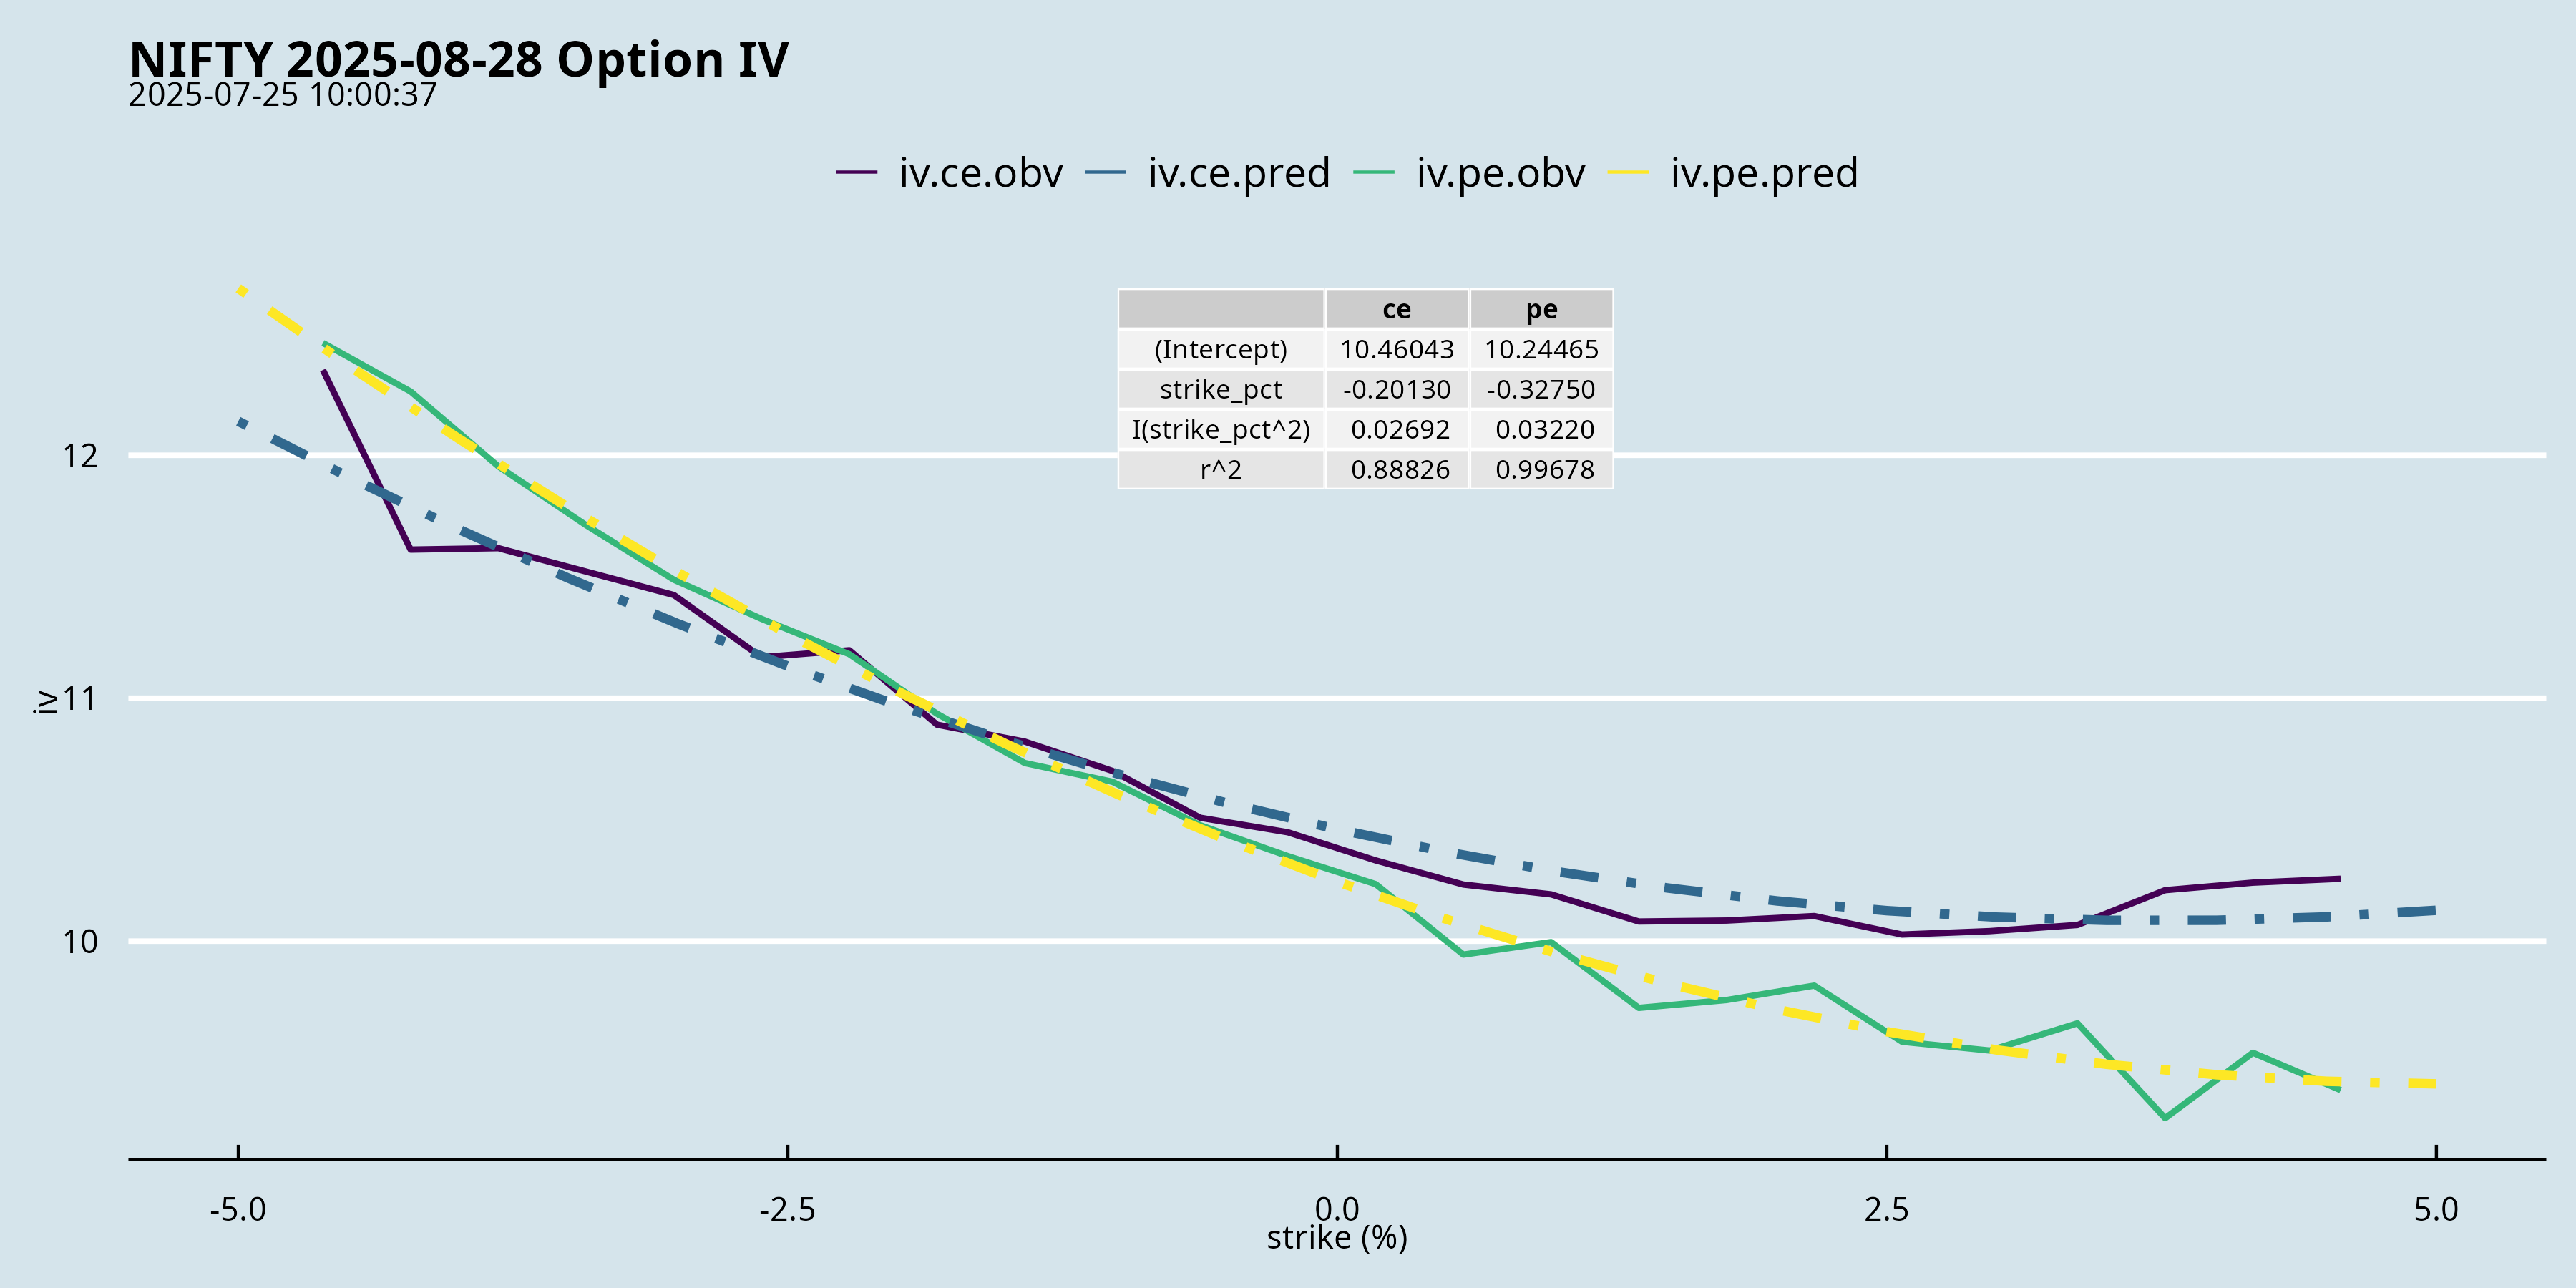 NIFTY 2025-08-28 Option IV
2025-07-25 10:00:37
iv.ce.obv iv.ce.pred iv.pe.obv iv.pe.pred
ce pe
(Intercept) 10.46043 10.24465
strike_pct -0.20130 -0.32750
I(strike_pct^2) 0.02692 0.03220
r^2 0.88826 0.99678
12
11
10
iv
-5.0 -2.5 0.0 2.5 5.0
strike (%)